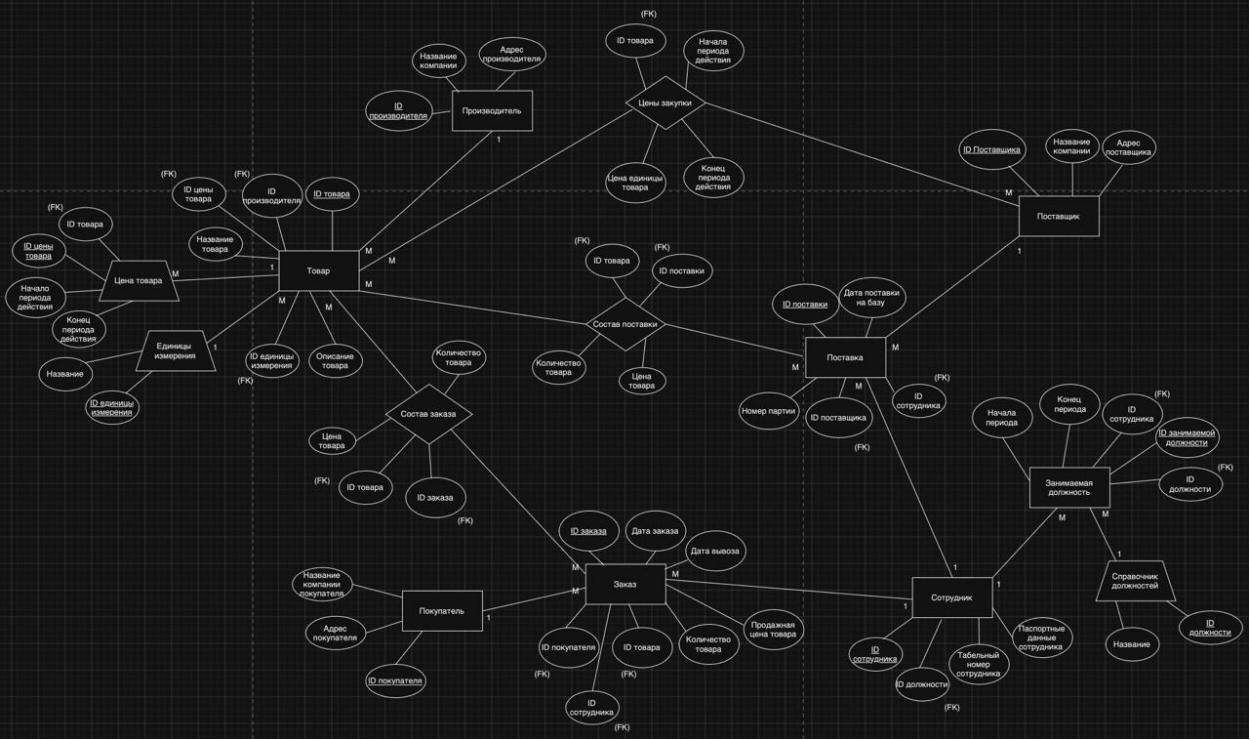 (FK)
ID товара
Начала
периода
действия
Название
компании
Адрес
производителя
ID
производителя
Производитель
1
Цены закупки
Цена единицы
товара
Конец
периода
действия
ID Поставщика
Название
компании
Адрес
поставщика
M
Поставщик
1
(FK)
ID цены
товара
(FK)
ID
производителя
ID товара
(FK)
ID товара
ID цены
товара
Название
товара
Начало
периода
действия
Цена товара
M
1
Товар
M
M
M
Конец
периода
действия
Единицы
измерения
1
Название
ID единицы
измерения
M
M
ID единицы
измерения
(FK)
Описание
товара
(FK)
ID товара
(FK)
ID поставки
Состав поставки
Количество
товара
Цена
товара
ID поставки
Дата поставки
на базу
Поставка
M
M
M
Номер партии
ID поставщика
(FK)
ID
сотрудника
(FK)
Количество
товара
Состав заказа
Цена
товара
(FK)
ID товара
ID заказа
(FK)
Начала
периода
Конец
периода
ID
сотрудника
(FK)
ID занимаемой
должности
(FK)
ID
должности
Занимаемая
должность
M
M
1
Справочник
должностей
Название
ID
должности
ID заказа
Дата заказа
Дата вывоза
M
M
M
Заказ
Название
компании
покупателя
Адрес
покупателя
ID покупателя
Покупатель
1
ID покупателя
(FK)
ID
сотрудника
(FK)
ID товара
(FK)
Количество
товара
Продажная
цена товара
1
1
1
Сотрудник
ID
сотрудника
ID должности
(FK)
Табельный
номер
сотрудника
Паспортные
данные
сотрудника